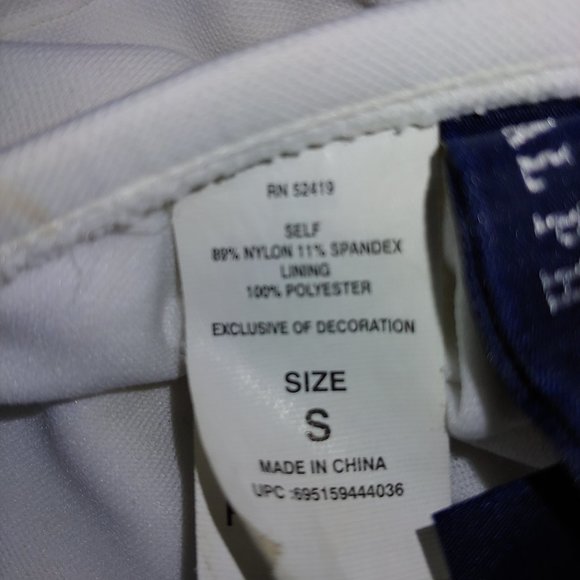 RN 52419
SELF
89% NYLON 11% SPANDEX
LINING
100% POLYESTER
EXCLUSIVE OF DECORATION
SIZE
S
MADE IN CHINA
UPC :695159444036